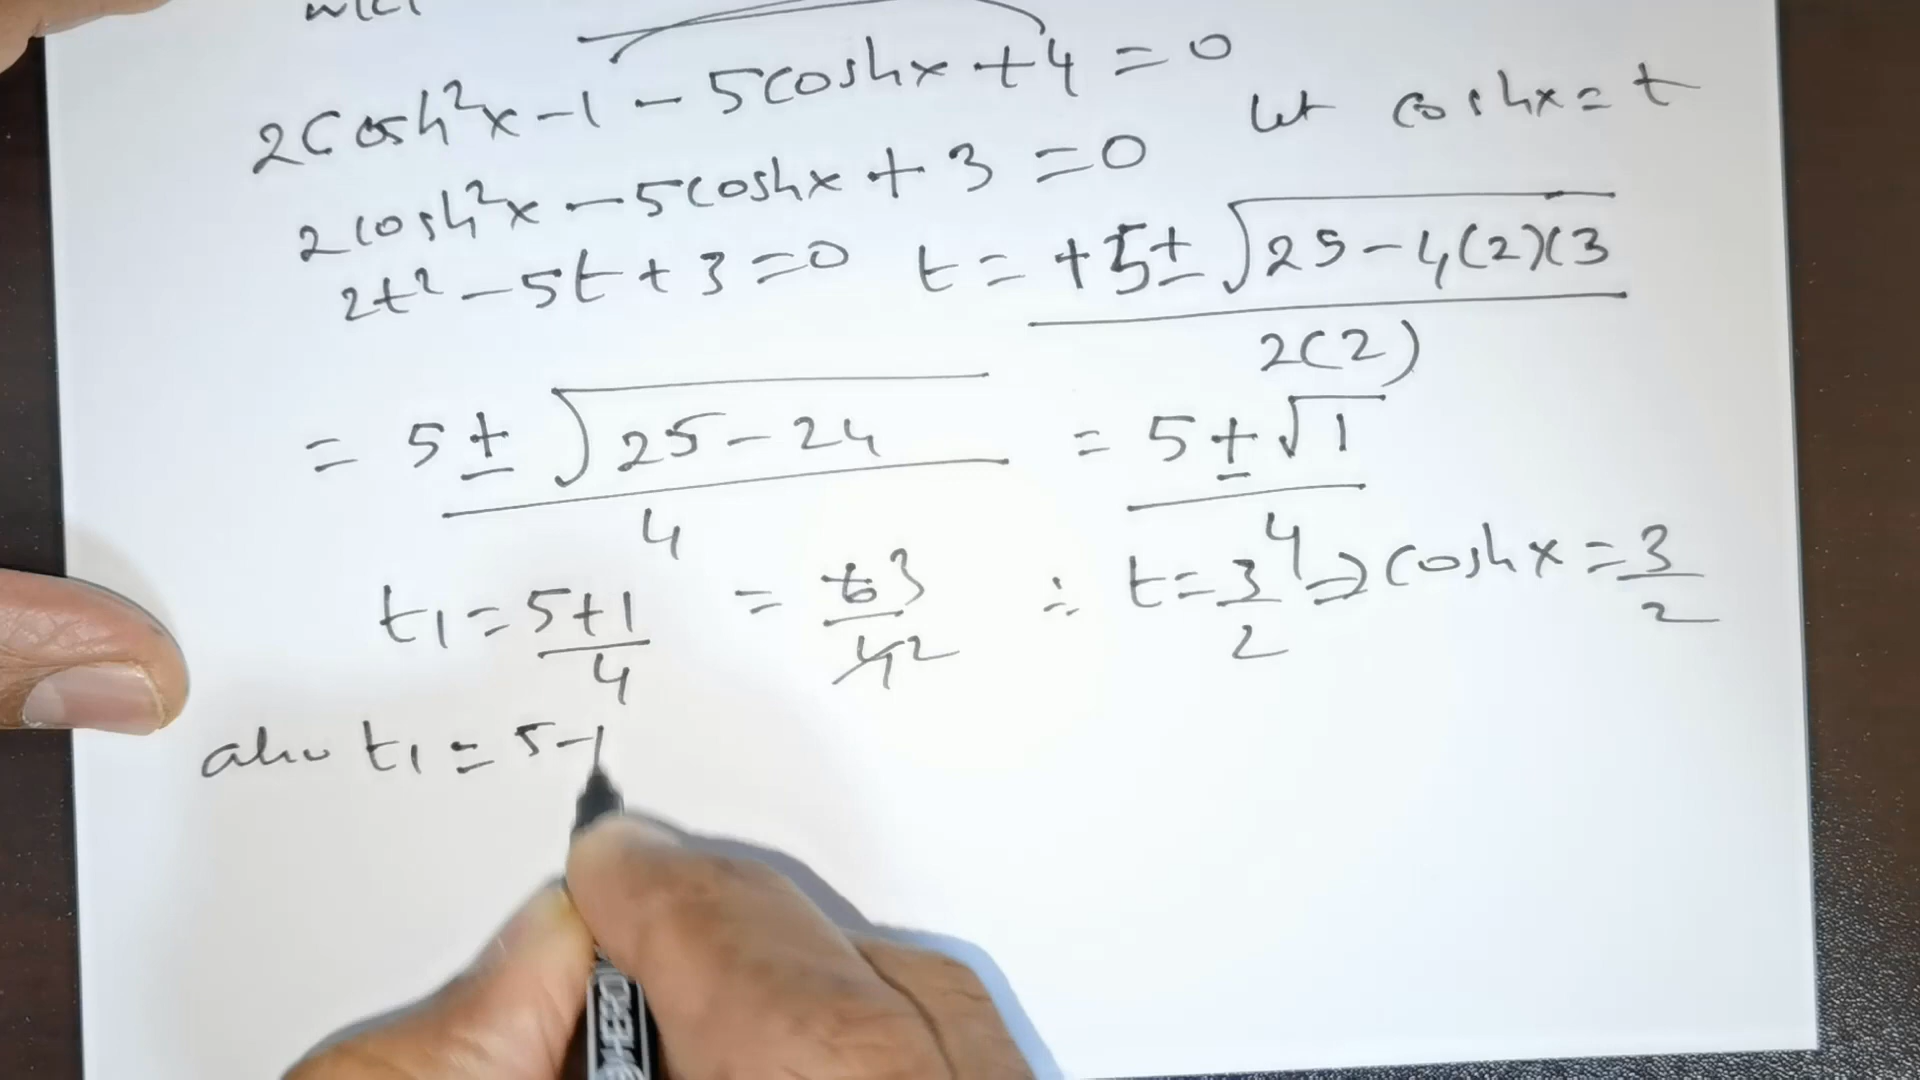 2Cosh²x-1 - 5coshx + 4 = 0
let coshx = t
2cosh²x - 5coshx + 3 = 0
2t² - 5t + 3 = 0 t = +5 ± √25 - 4(2)(3 / 2(2)
= 5 ± √25 - 24 / 4 = 5 ± √1 / 4
t1 = 5+1 / 4 = 6 3 / 4 2 ∴ t = 3/2 ⇒ coshx = 3/2
also t1 = 5-1